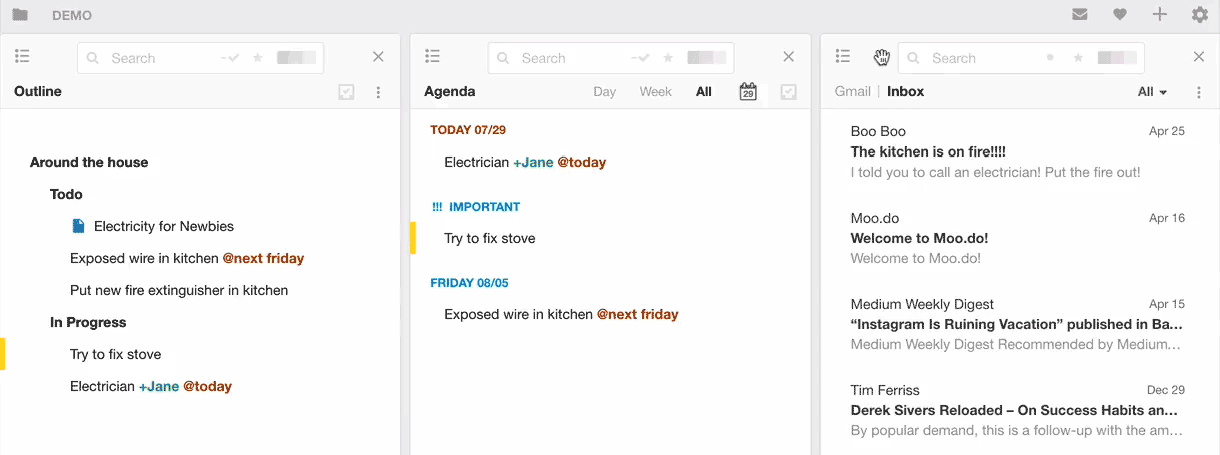 DEMO
Search
Outline
Around the house
Todo
Electricity for Newbies
Exposed wire in kitchen @next friday
Put new fire extinguisher in kitchen
In Progress
Try to fix stove
Electrician +Jane @today
Search
Agenda Day Week All 29
TODAY 07/29
Electrician +Jane @today
!!! IMPORTANT
Try to fix stove
FRIDAY 08/05
Exposed wire in kitchen @next friday
Search
Gmail | Inbox All
Boo Boo Apr 25
The kitchen is on fire!!!!
I told you to call an electrician! Put the fire out!
Moo.do Apr 16
Welcome to Moo.do!
Welcome to Moo.do!
Medium Weekly Digest Apr 15
“Instagram Is Ruining Vacation” published in Ba…
Medium Weekly Digest Recommended by Medium…
Tim Ferriss Dec 29
Derek Sivers Reloaded – On Success Habits an…
By popular demand, this is a follow-up with the am…